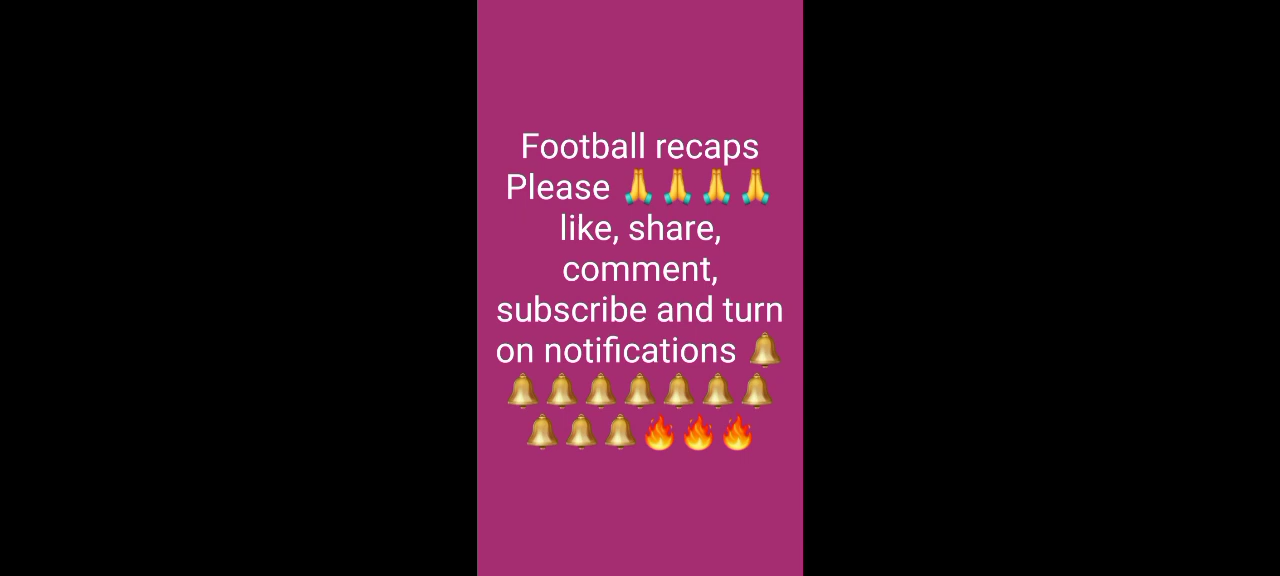 Football recaps
Please 🙏🙏🙏🙏
like, share,
comment,
subscribe and turn
on notifications 🔔
🔔🔔🔔🔔🔔🔔🔔
🔔🔔🔔🔥🔥🔥